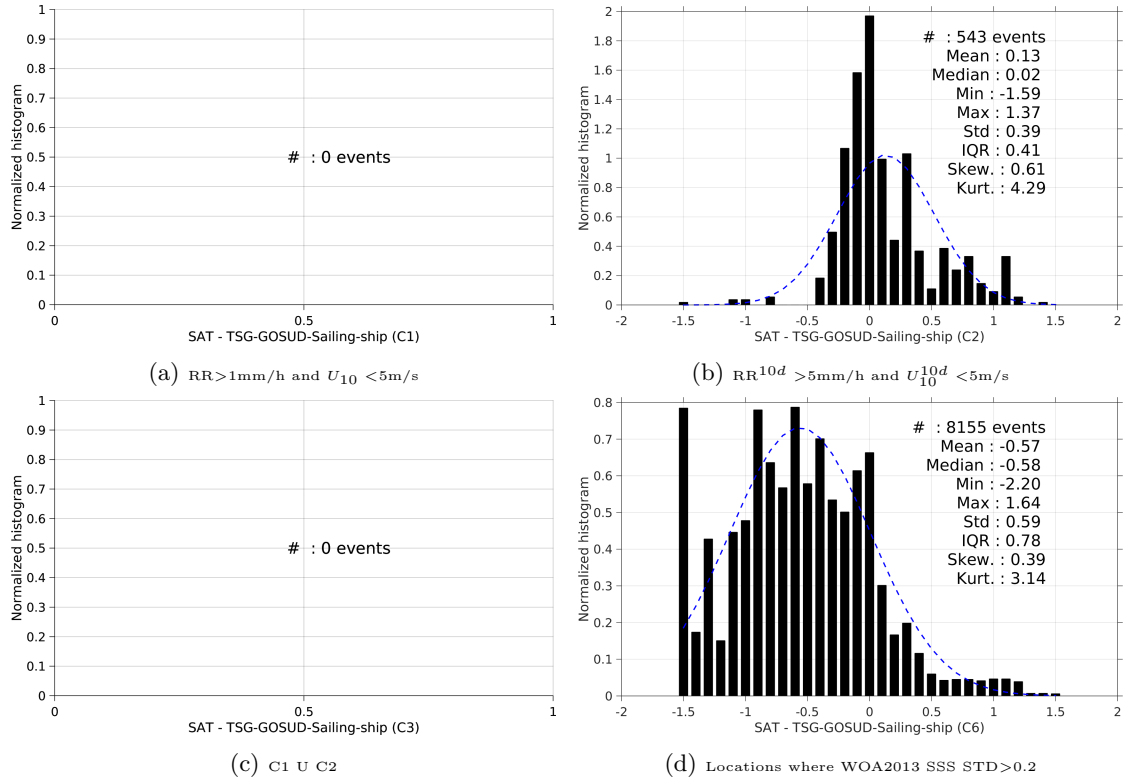 1
0.9
0.8
0.7
0.6
0.5
0.4
0.3
0.2
0.1
0
Normalized histogram
# : 0 events
0 0.5 1
SAT - TSG-GOSUD-Sailing-ship (C1)
(a) RR>1mm/h and U10 <5m/s
2
1.8
1.6
1.4
1.2
1
0.8
0.6
0.4
0.2
0
Normalized histogram
# : 543 events
Mean : 0.13
Median : 0.02
Min : -1.59
Max : 1.37
Std : 0.39
IQR : 0.41
Skew. : 0.61
Kurt. : 4.29
-2 -1.5 -1 -0.5 0 0.5 1 1.5 2
SAT - TSG-GOSUD-Sailing-ship (C2)
(b) RR10d >5mm/h and U10d10 <5m/s
1
0.9
0.8
0.7
0.6
0.5
0.4
0.3
0.2
0.1
0
Normalized histogram
# : 0 events
0 0.5 1
SAT - TSG-GOSUD-Sailing-ship (C3)
(c) C1 U C2
0.8
0.7
0.6
0.5
0.4
0.3
0.2
0.1
0
Normalized histogram
# : 8155 events
Mean : -0.57
Median : -0.58
Min : -2.20
Max : 1.64
Std : 0.59
IQR : 0.78
Skew. : 0.39
Kurt. : 3.14
-2 -1.5 -1 -0.5 0 0.5 1 1.5 2
SAT - TSG-GOSUD-Sailing-ship (C6)
(d) Locations where WOA2013 SSS STD>0.2